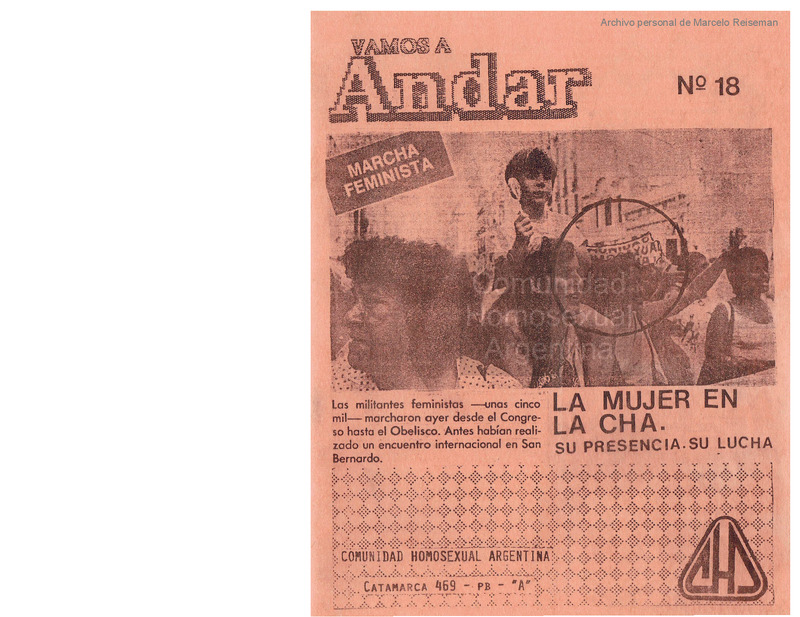 Archivo personal de Marcelo Reiseman
VAMOS A
Andar
Nº 18
MARCHA
FEMINISTA
Comunidad
Homosexual
Argentina
Las militantes feministas —unas cinco
mil— marcharon ayer desde el Congre-
so hasta el Obelisco. Antes habían reali-
zado un encuentro internacional en San
Bernardo.
LA MUJER EN
LA CHA.
SU PRESENCIA. SU LUCHA
COMUNIDAD HOMOSEXUAL ARGENTINA
CATAMARCA 469 - PB - "A"
CHA